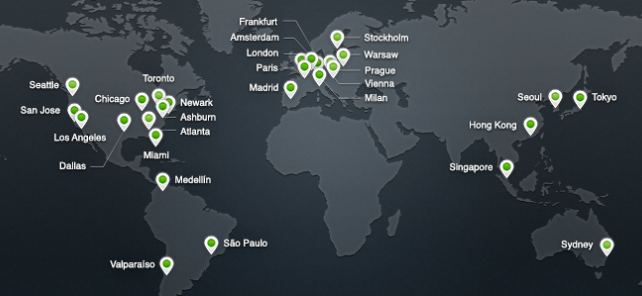 Frankfurt
Amsterdam
London
Paris
Madrid
Stockholm
Warsaw
Prague
Vienna
Milan
Seattle
San Jose
Los Angeles
Dallas
Chicago
Toronto
Newark
Ashburn
Atlanta
Miami
Medellín
São Paulo
Valparaíso
Seoul
Tokyo
Hong Kong
Singapore
Sydney